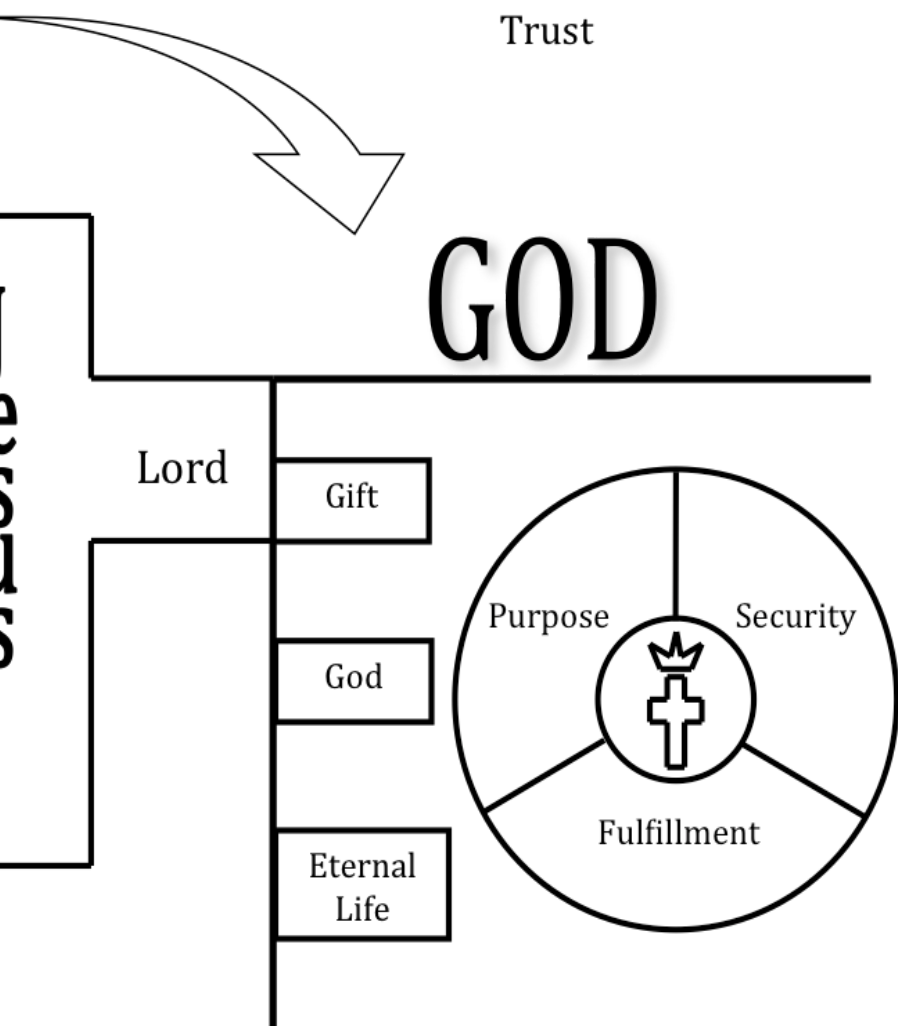 Trust
GOD
Lord
Gift
Purpose
Security
God
Fulfillment
Eternal
Life